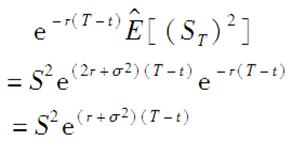 e^{-r(T-t)} Ê[(S_T)^2]
= S^2 e^{(2r+σ^2)(T-t)} e^{-r(T-t)}
= S^2 e^{(r+σ^2)(T-t)}